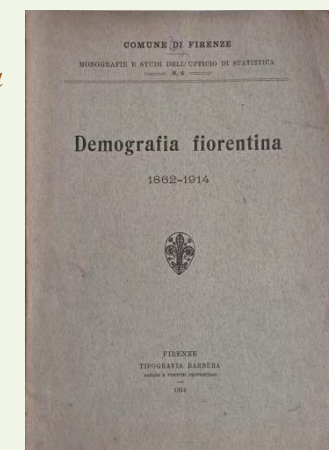 COMUNE DI FIRENZE
MONOGRAFIE E STUDI DELL'UFFICIO DI STATISTICA
Demografia fiorentina
1862-1914
FIRENZE
TIPOGRAFIA BARBÈRA